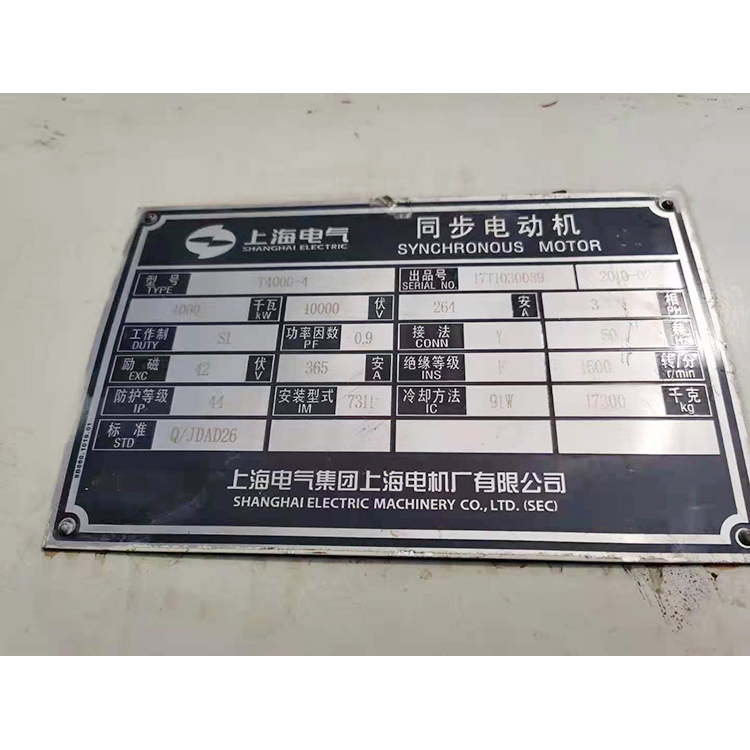 上海电气
SHANGHAI ELECTRIC
同步电动机
SYNCHRONOUS MOTOR
型号 TYPE T4000-4 出品号 SERIAL NO. 17T1030089
4000 千瓦 kW 10000 伏 V 264 安 A 3 相 PH
工作制 DUTY S1 功率因数 PF 0.9 接法 CONN Y 50 赫 Hz
励磁 EXC 42 伏 V 365 安 A 绝缘等级 INS F 1500 转/分 r/min
防护等级 IP 44 安装型式 IM 7311 冷却方法 IC 91W 17300 千克 kg
标准 STD Q/JDAD26
上海电气集团上海电机厂有限公司
SHANGHAI ELECTRIC MACHINERY CO., LTD. (SEC)